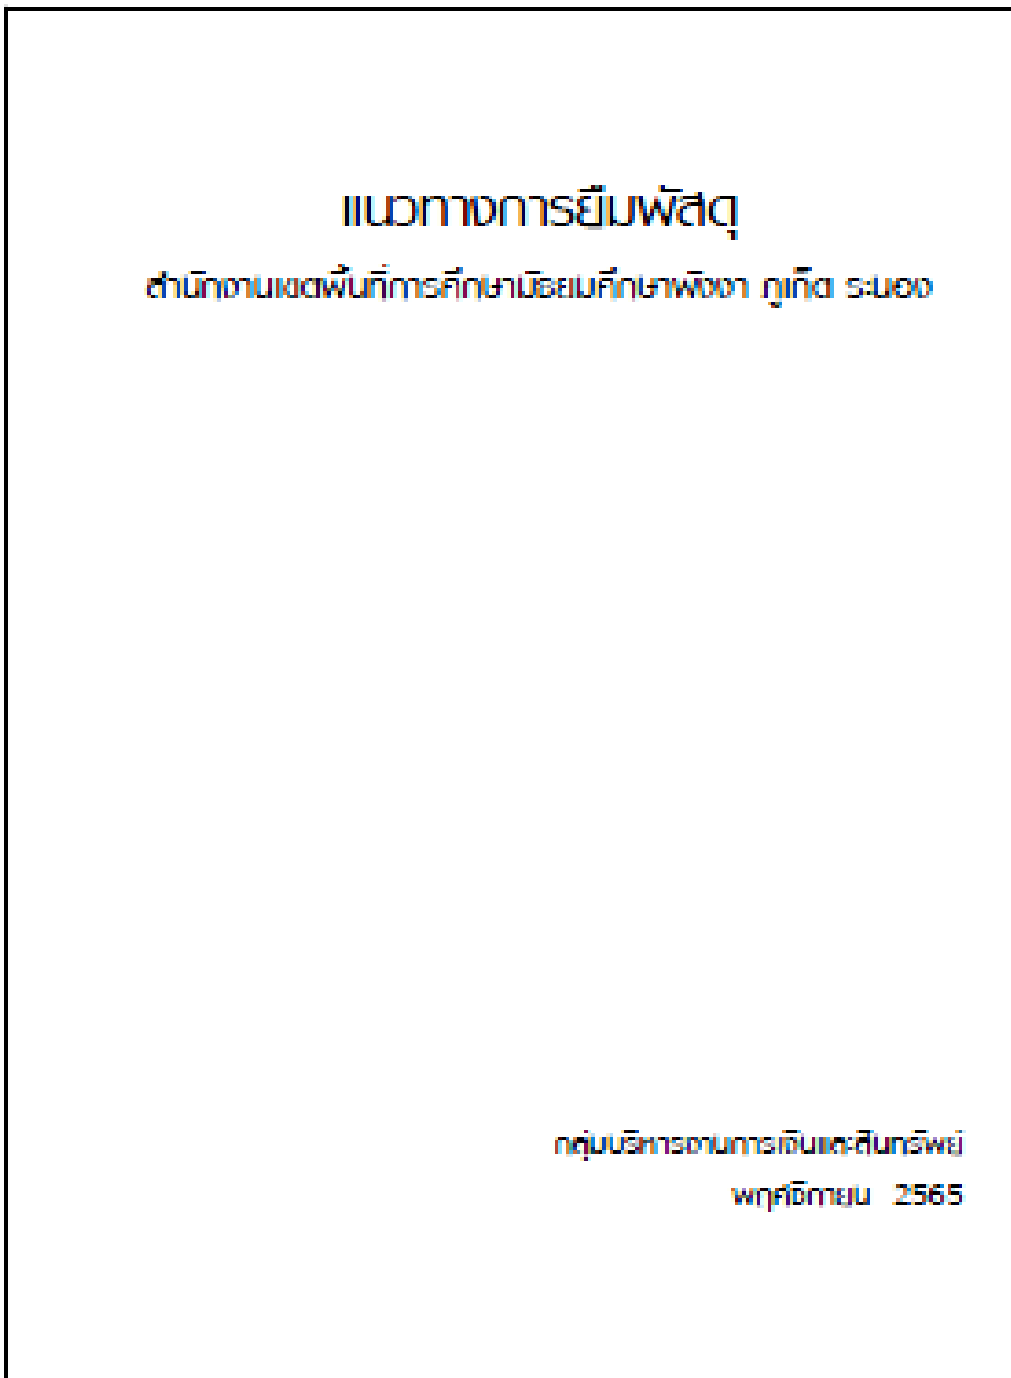 แนวทางการยืมพัสดุ
สำนักงานเขตพื้นที่การศึกษามัธยมศึกษาพังงา ภูเก็ต ระนอง
กลุ่มบริหารงานการเงินและสินทรัพย์
พฤศจิกายน 2565